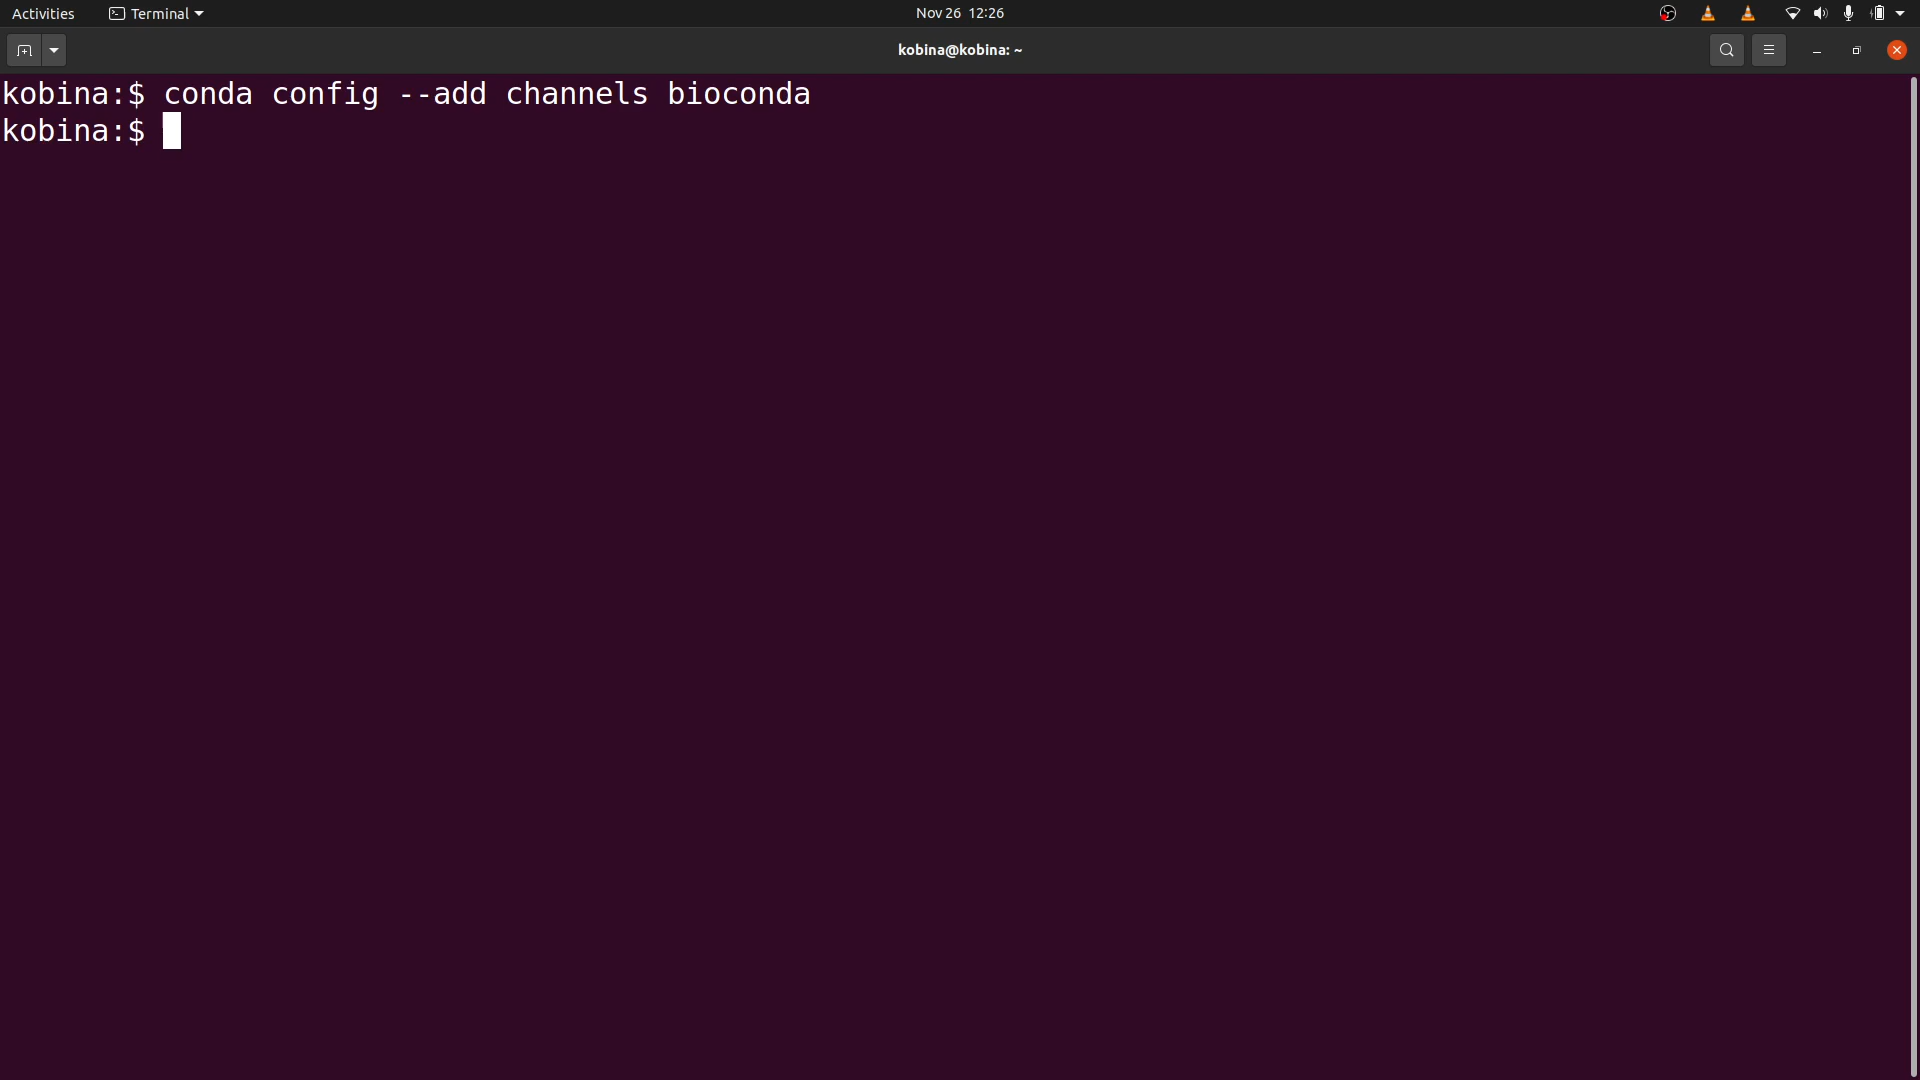 Activities Terminal Nov 26 12:26
kobina@kobina: ~
kobina:$ conda config --add channels bioconda
kobina:$